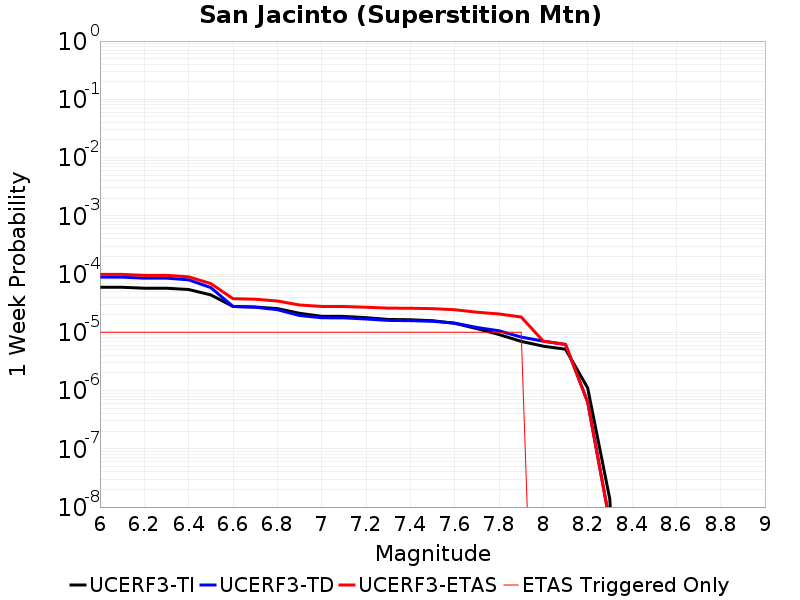 San Jacinto (Superstition Mtn)
10^0
10^-1
10^-2
10^-3
10^-4
10^-5
10^-6
10^-7
10^-8
1 Week Probability
6 6.2 6.4 6.6 6.8 7 7.2 7.4 7.6 7.8 8 8.2 8.4 8.6 8.8 9
Magnitude
UCERF3-TI UCERF3-TD UCERF3-ETAS ETAS Triggered Only